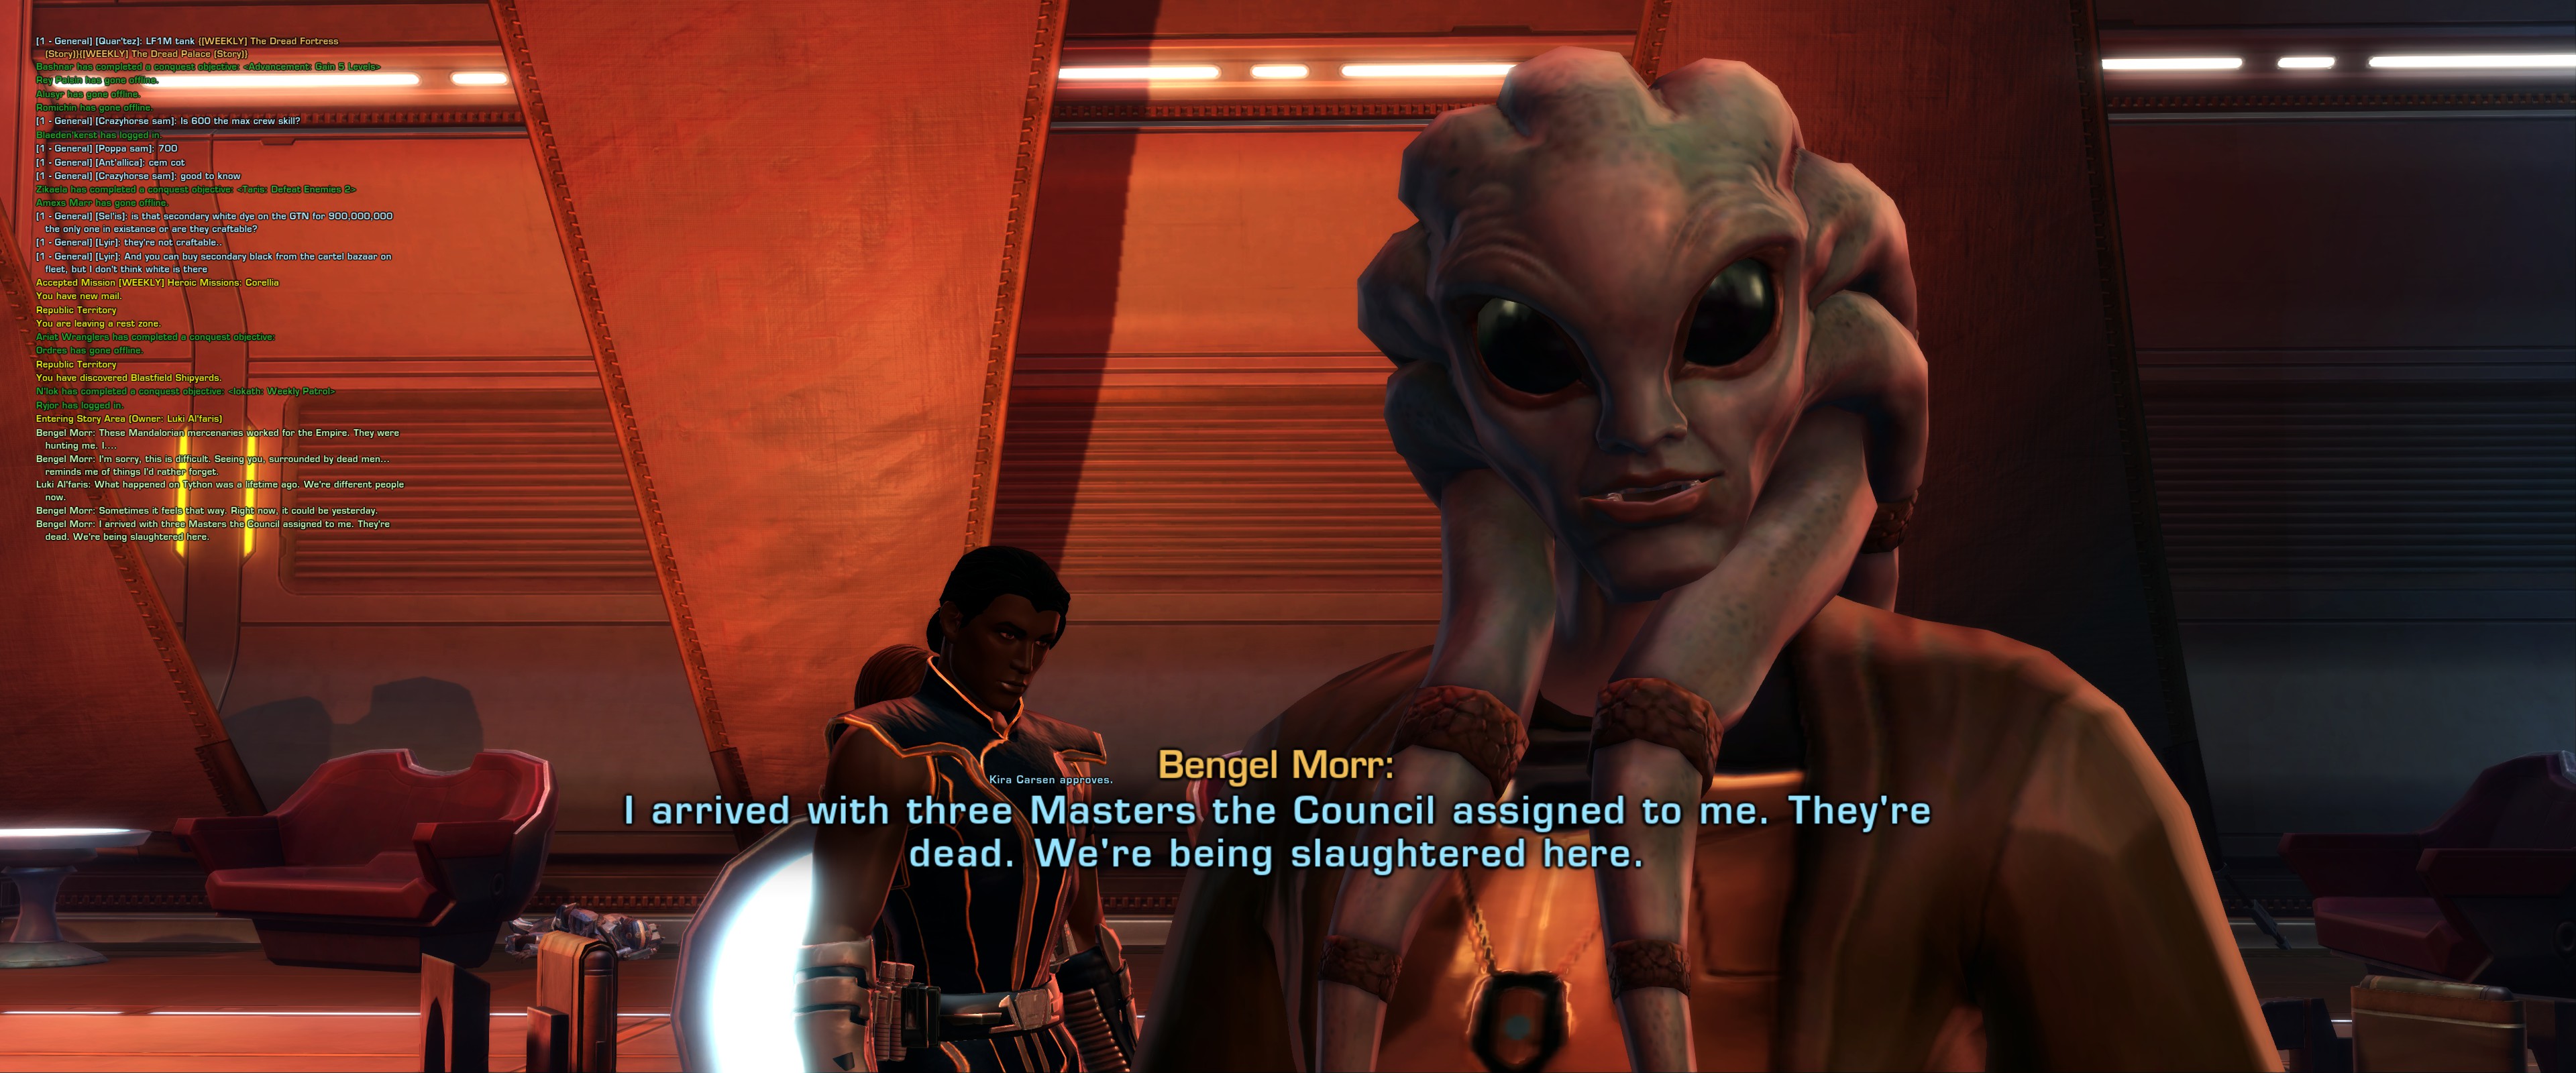 [1 - General] [Quar'tez]: LF1M tank {[WEEKLY] The Dread Fortress
(Story)}{[WEEKLY] The Dread Palace (Story)}
Bashnar has completed a conquest objective: <Advancement: Gain 5 Levels>
Rey Palsin has gone offline.
Alusyr has gone offline.
Romichin has gone offline.
[1 - General] [Crazyhorse sam]: Is 600 the max crew skill?
Blaeden'kerst has logged in.
[1 - General] [Poppa sam]: 700
[1 - General] [Ant'allica]: cem cot
[1 - General] [Crazyhorse sam]: good to know
Zikaela has completed a conquest objective: <Taris: Defeat Enemies 2>
Amexs Marr has gone offline.
[1 - General] [Sel'is]: is that secondary white dye on the GTN for 900,000,000
the only one in existance or are they craftable?
[1 - General] [Lyir]: they're not craftable..
[1 - General] [Lyir]: And you can buy secondary black from the cartel bazaar on
fleet, but I don't think white is there
Accepted Mission [WEEKLY] Heroic Missions: Corellia
You have new mail.
Republic Territory
You are leaving a rest zone.
Ariat Wranglers has completed a conquest objective:
Ordres has gone offline.
Republic Territory
You have discovered Blastfield Shipyards.
N'lok has completed a conquest objective: <Iokath: Weekly Patrol>
Ryjor has logged in.
Entering Story Area (Owner: Luki Al'faris)
Bengel Morr: These Mandalorian mercenaries worked for the Empire. They were
hunting me. I....
Bengel Morr: I'm sorry, this is difficult. Seeing you, surrounded by dead men...
reminds me of things I'd rather forget.
Luki Al'faris: What happened on Tython was a lifetime ago. We're different people
now.
Bengel Morr: Sometimes it feels that way. Right now, it could be yesterday.
Bengel Morr: I arrived with three Masters the Council assigned to me. They're
dead. We're being slaughtered here.
Kira Carsen approves.
Bengel Morr:
I arrived with three Masters the Council assigned to me. They're
dead. We're being slaughtered here.